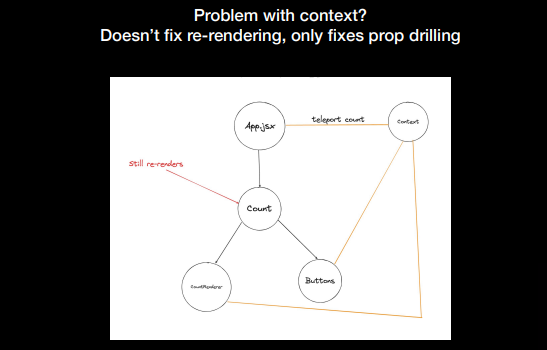 Problem with context?
Doesn't fix re-rendering, only fixes prop drilling
App.jsx
teleport count
Context
Still re-renders
Count
CountRenderer
Buttons